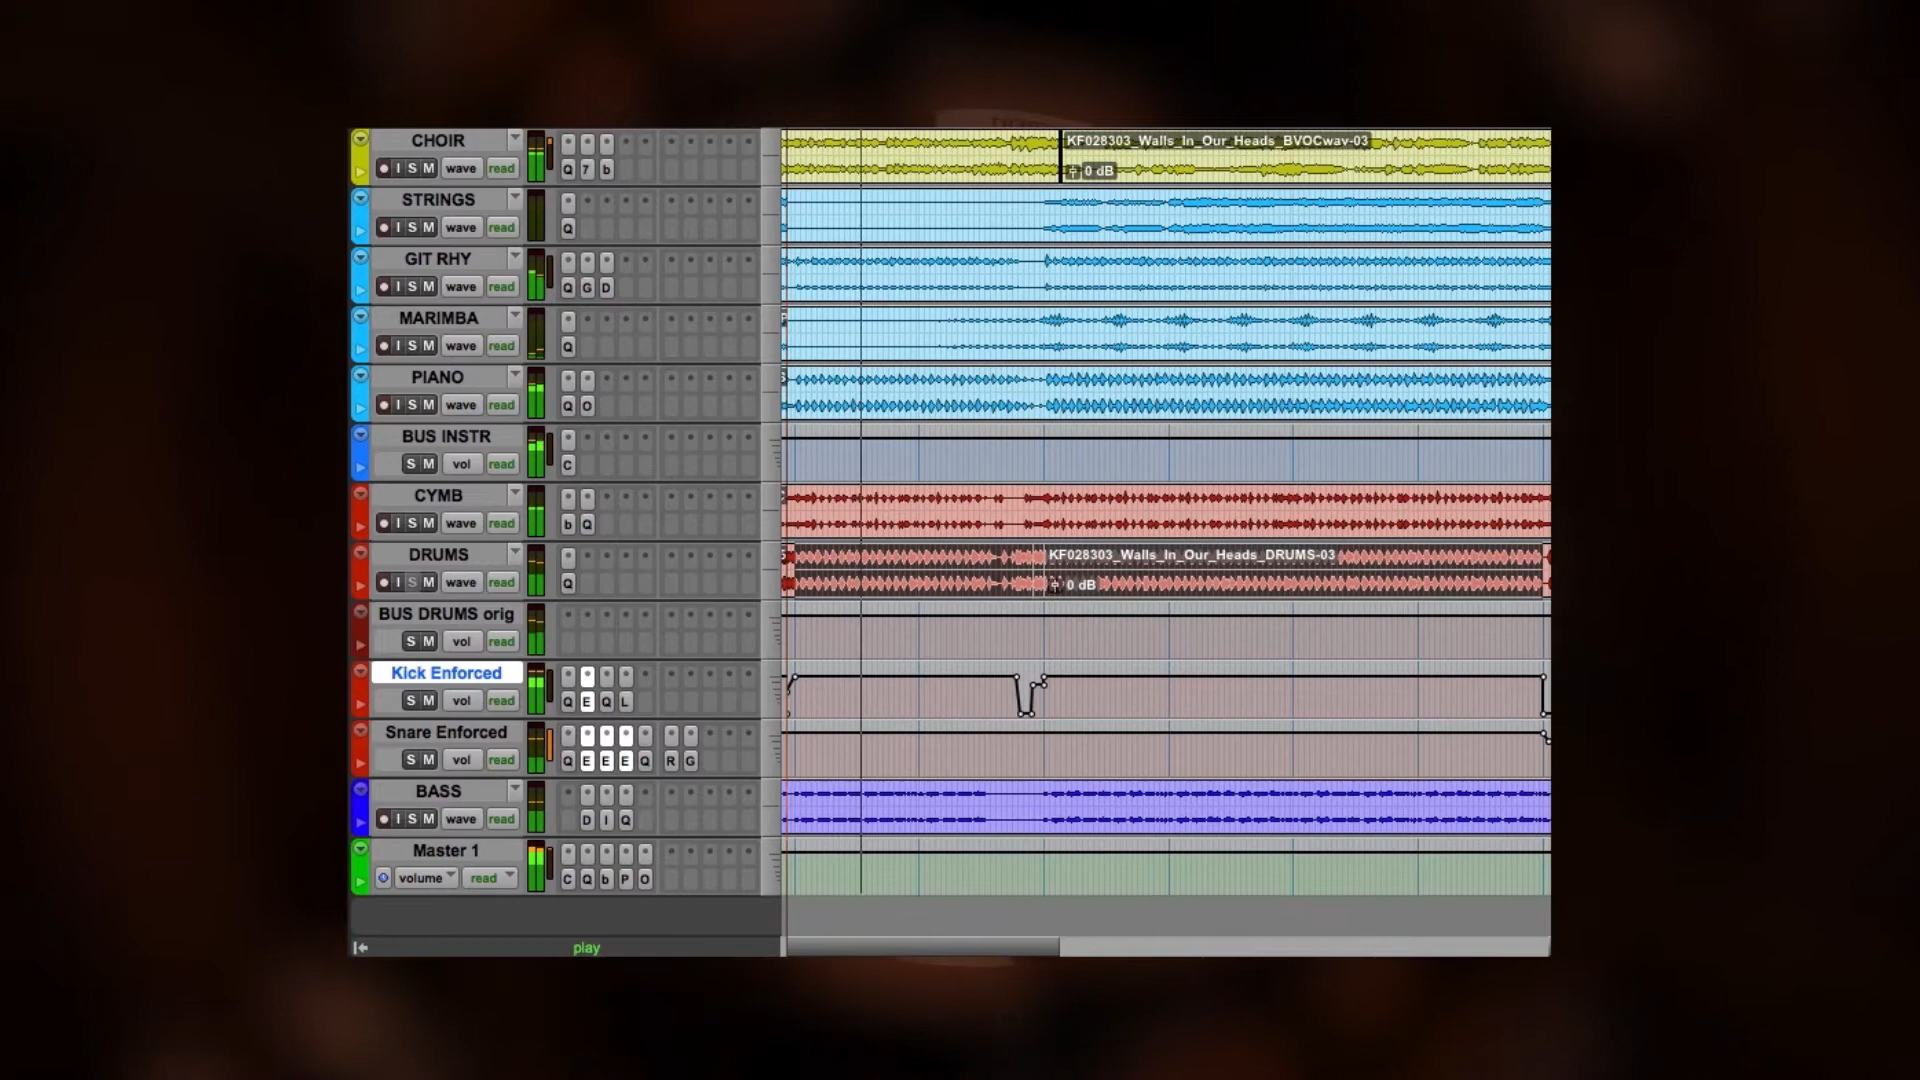 CHOIR
I S M wave read
Q 7 b
KF028303_Walls_In_Our_Heads_BVOCwav-03
0 dB
STRINGS
I S M wave read
Q
GIT RHY
I S M wave read
Q G D
MARIMBA
I S M wave read
Q
PIANO
I S M wave read
Q O
BUS INSTR
S M vol read
C
CYMB
I S M wave read
b Q
DRUMS
I S M wave read
Q
KF028303_Walls_In_Our_Heads_DRUMS-03
0 dB
BUS DRUMS orig
S M vol read
Kick Enforced
S M vol read
Q E Q L
Snare Enforced
S M vol read
Q E E E Q R G
BASS
I S M wave read
D I Q
Master 1
volume read
C Q b P O
play